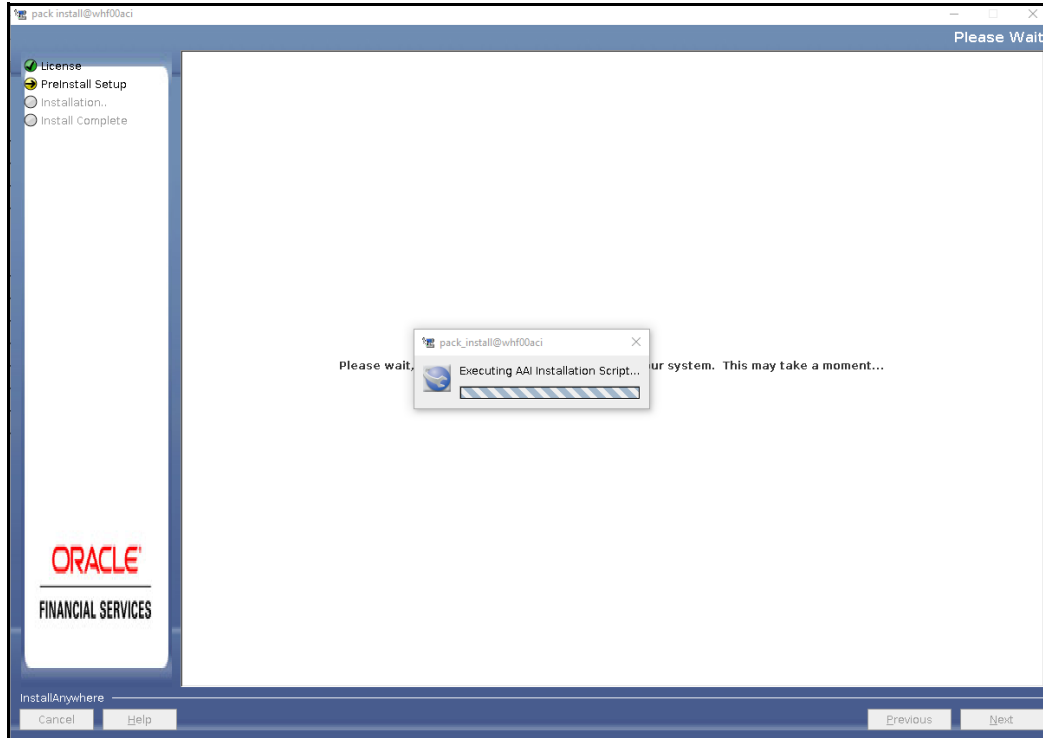 pack install@whf00aci
Please Wait
License
PreInstall Setup
Installation..
Install Complete
pack_install@whf00aci
Please wait,
ur system. This may take a moment...
Executing AAI Installation Script...
ORACLE'
FINANCIAL SERVICES
InstallAnywhere
Cancel
Help
Previous
Next